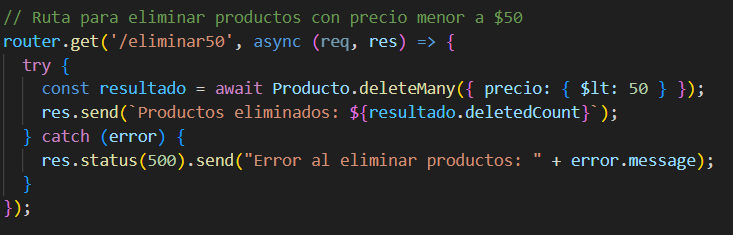 // Ruta para eliminar productos con precio menor a $50
router.get('/eliminar50', async (req, res) => {
  try {
    const resultado = await Producto.deleteMany({ precio: { $lt: 50 } });
    res.send(`Productos eliminados: ${resultado.deletedCount}`);
  } catch (error) {
    res.status(500).send("Error al eliminar productos: " + error.message);
  }
});